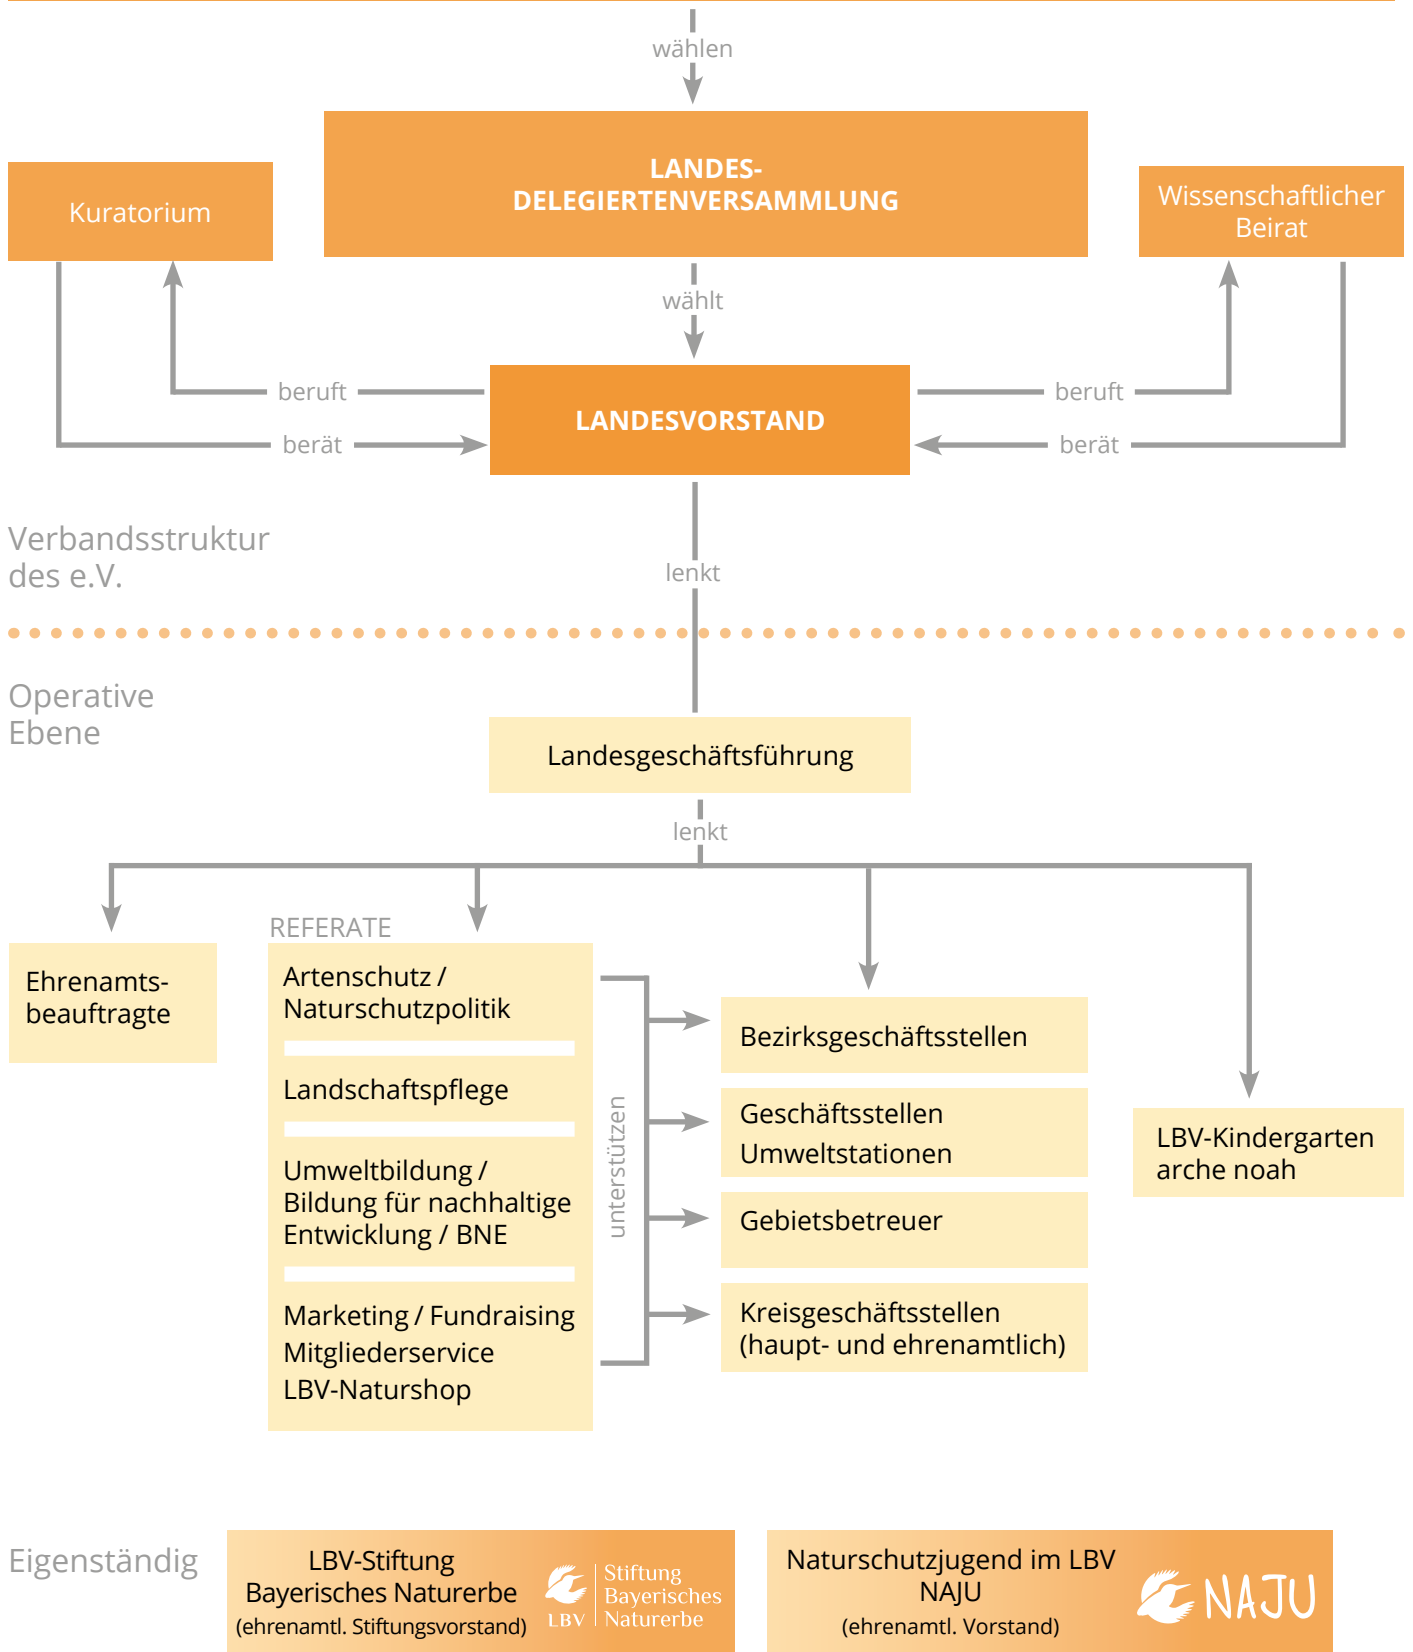 wählen
LANDES-
DELEGIERTENVERSAMMLUNG
Kuratorium
Wissenschaftlicher
Beirat
wählt
beruft
beruft
LANDESVORSTAND
berät
berät
Verbandsstruktur
des e.V.
lenkt
Operative
Ebene
Landesgeschäftsführung
lenkt
Ehrenamts-
beauftragte
REFERATE
Artenschutz /
Naturschutzpolitik
Landschaftspflege
Umweltbildung /
Bildung für nachhaltige
Entwicklung / BNE
Marketing / Fundraising
Mitgliederservice
LBV-Naturshop
unterstützen
Bezirksgeschäftsstellen
Geschäftsstellen
Umweltstationen
Gebietsbetreuer
Kreisgeschäftsstellen
(haupt- und ehrenamtlich)
LBV-Kindergarten
arche noah
Eigenständig
LBV-Stiftung
Bayerisches Naturerbe
(ehrenamtl. Stiftungsvorstand)
LBV
Stiftung
Bayerisches
Naturerbe
Naturschutzjugend im LBV
NAJU
(ehrenamtl. Vorstand)
NAJU